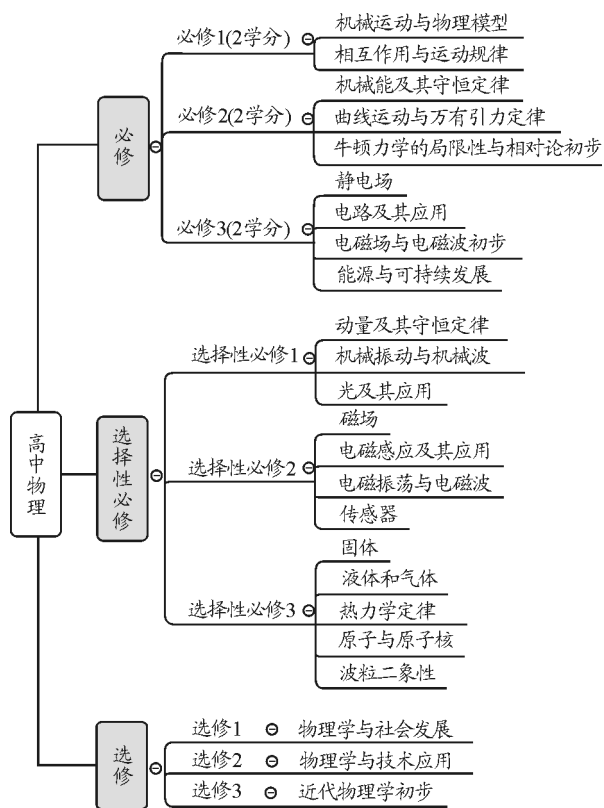 高中物理
必修
必修1(2学分)
机械运动与物理模型
相互作用与运动规律
必修2(2学分)
机械能及其守恒定律
曲线运动与万有引力定律
牛顿力学的局限性与相对论初步
必修3(2学分)
静电场
电路及其应用
电磁场与电磁波初步
能源与可持续发展
选择性必修
选择性必修1
动量及其守恒定律
机械振动与机械波
光及其应用
选择性必修2
磁场
电磁感应及其应用
电磁振荡与电磁波
传感器
选择性必修3
固体
液体和气体
热力学定律
原子与原子核
波粒二象性
选修
选修1 物理学与社会发展
选修2 物理学与技术应用
选修3 近代物理学初步